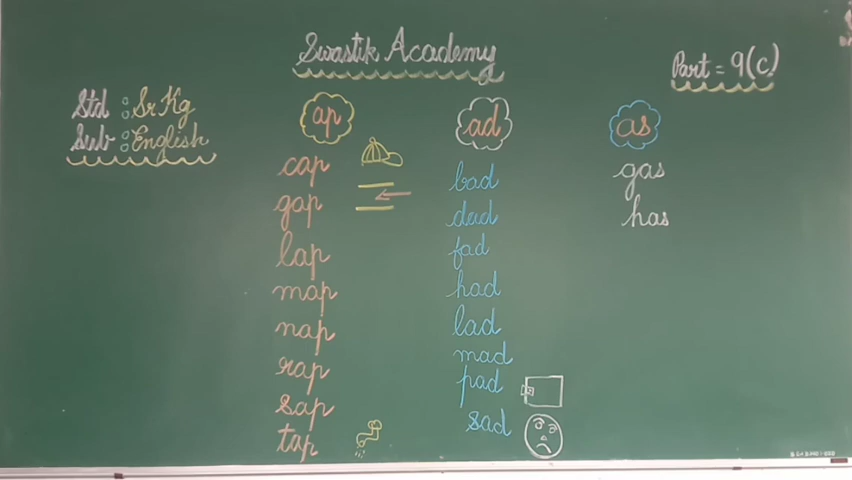 Swastik Academy
Part = 9(c)
Std : Sr Kg
Sub : English
ap
cap
gap
lap
map
nap
rap
sap
tap
ad
bad
dad
fad
had
lad
mad
pad
sad
as
gas
has